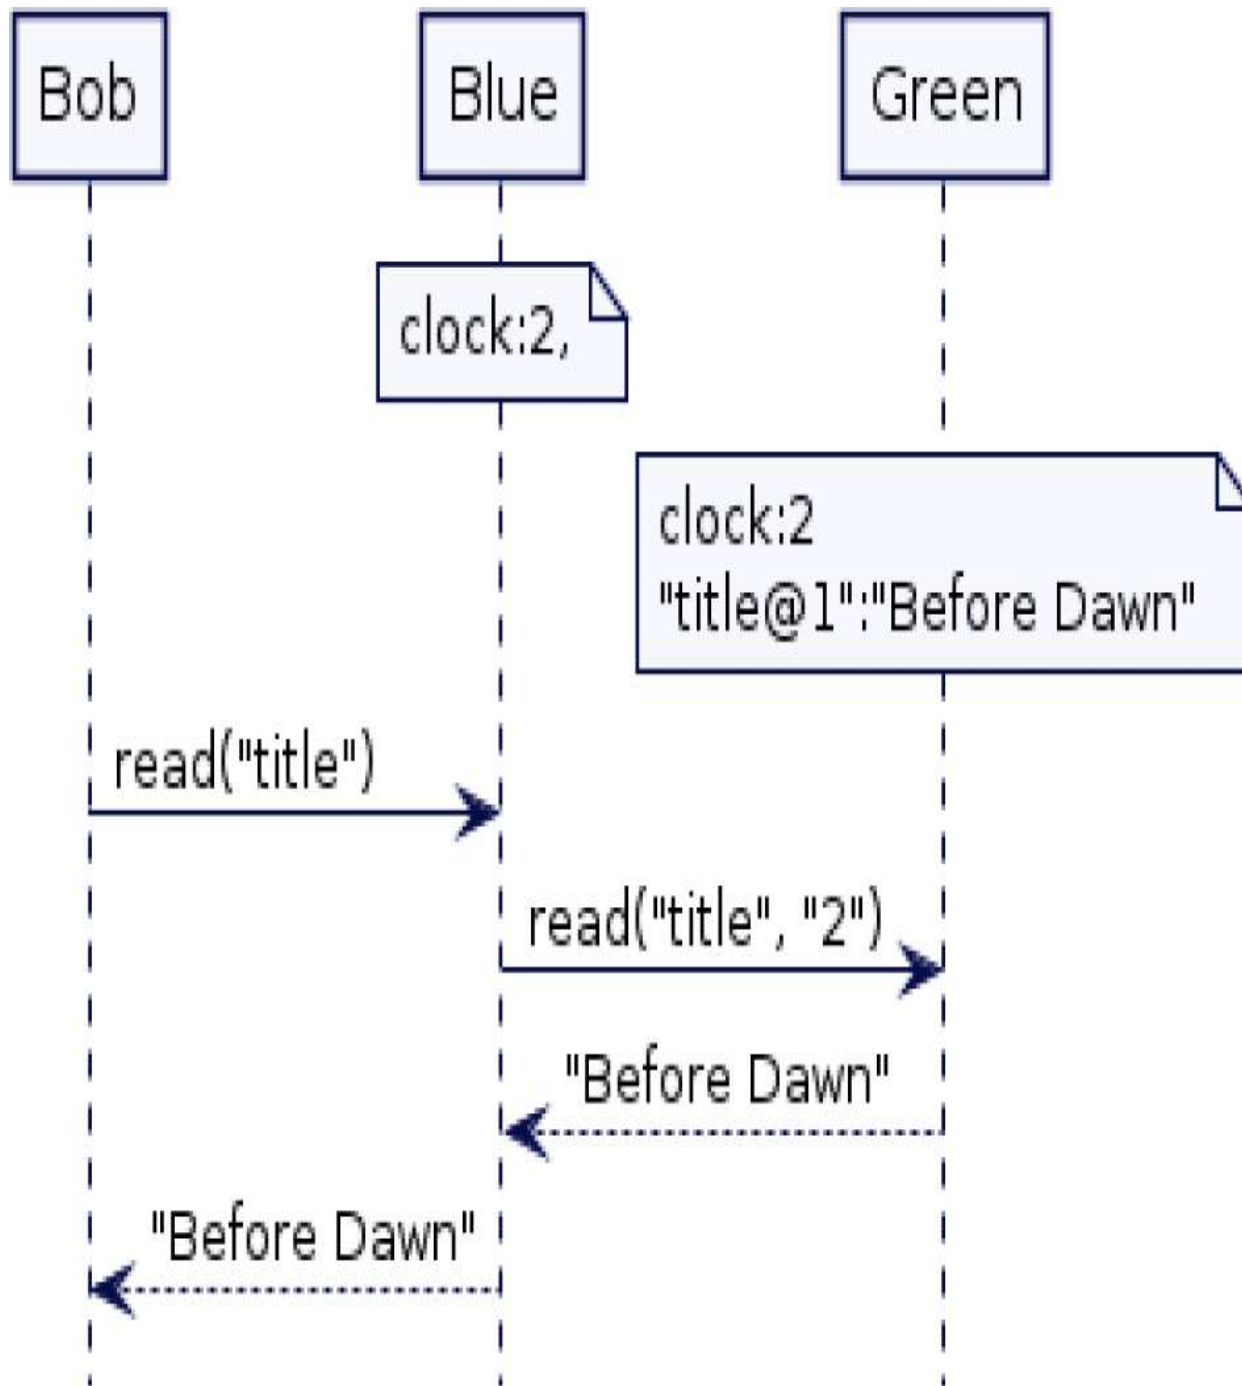 Bob
Blue
Green
clock:2,
clock:2
"title@1":"Before Dawn"
read("title")
read("title", "2")
"Before Dawn"
"Before Dawn"